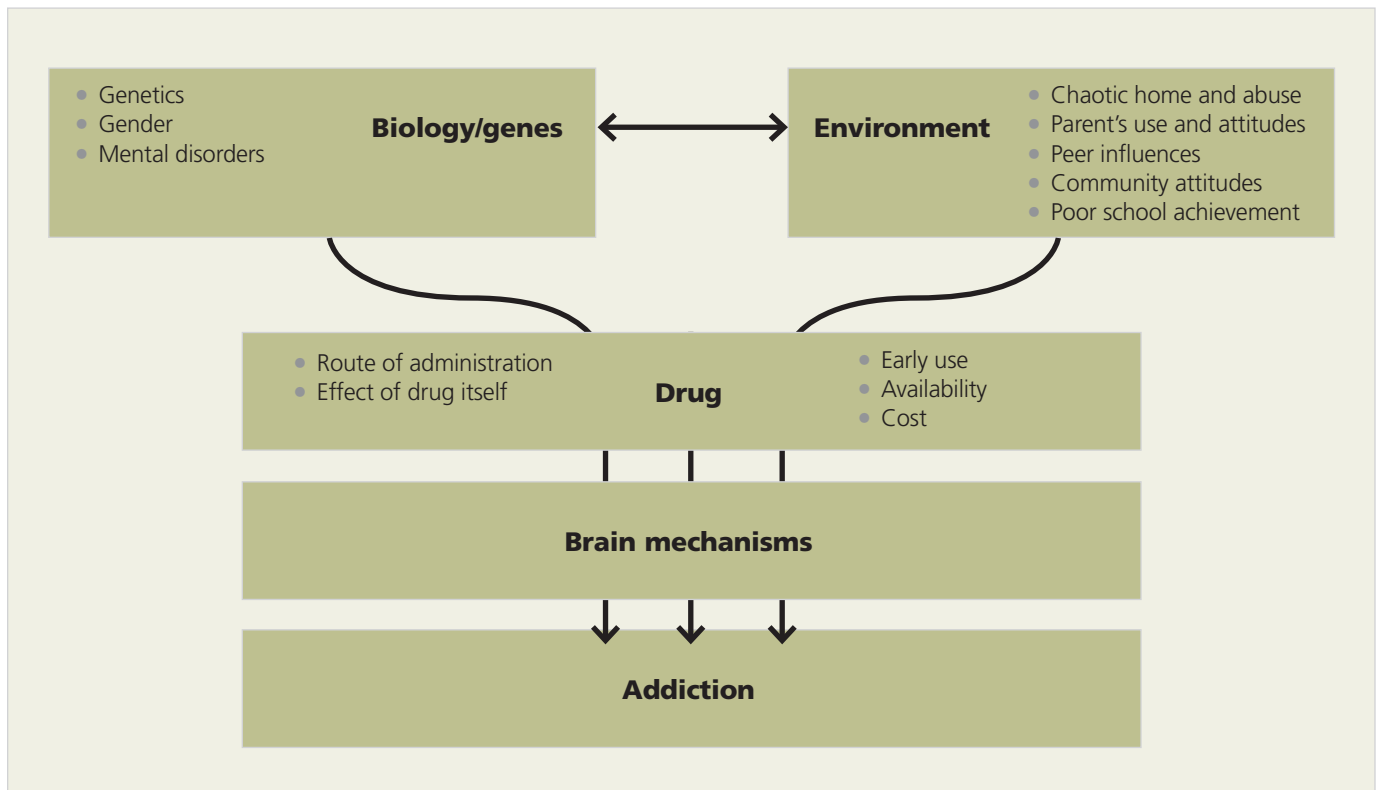 Genetics
Gender
Mental disorders
Biology/genes
Environment
Chaotic home and abuse
Parent's use and attitudes
Peer influences
Community attitudes
Poor school achievement
Route of administration
Effect of drug itself
Drug
Early use
Availability
Cost
Brain mechanisms
Addiction